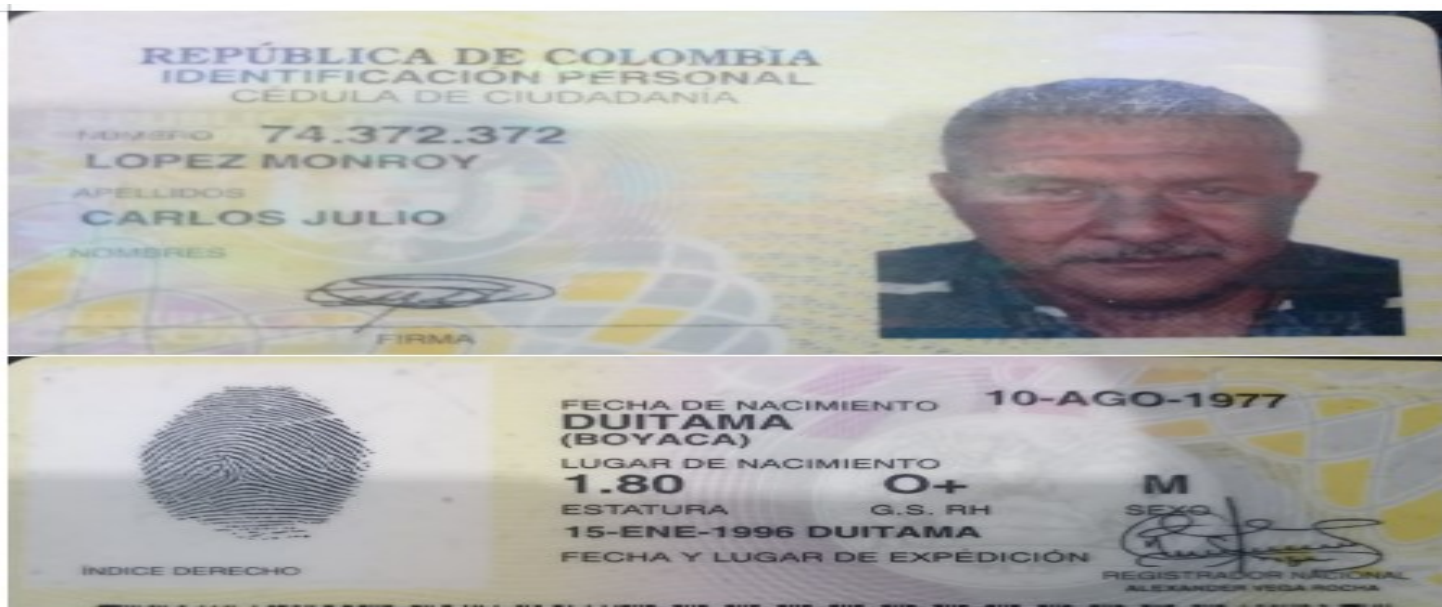 REPÚBLICA DE COLOMBIA
IDENTIFICACIÓN PERSONAL
CÉDULA DE CIUDADANÍA
NÚMERO 74.372.372
LOPEZ MONROY
APELLIDOS
CARLOS JULIO
NOMBRES
FIRMA
FECHA DE NACIMIENTO 10-AGO-1977
DUITAMA
(BOYACA)
LUGAR DE NACIMIENTO
1.80 O+ M
ESTATURA G.S. RH SEXO
15-ENE-1996 DUITAMA
FECHA Y LUGAR DE EXPEDICIÓN
ÍNDICE DERECHO
REGISTRADOR NACIONAL
ALEXANDER VEGA ROCHA